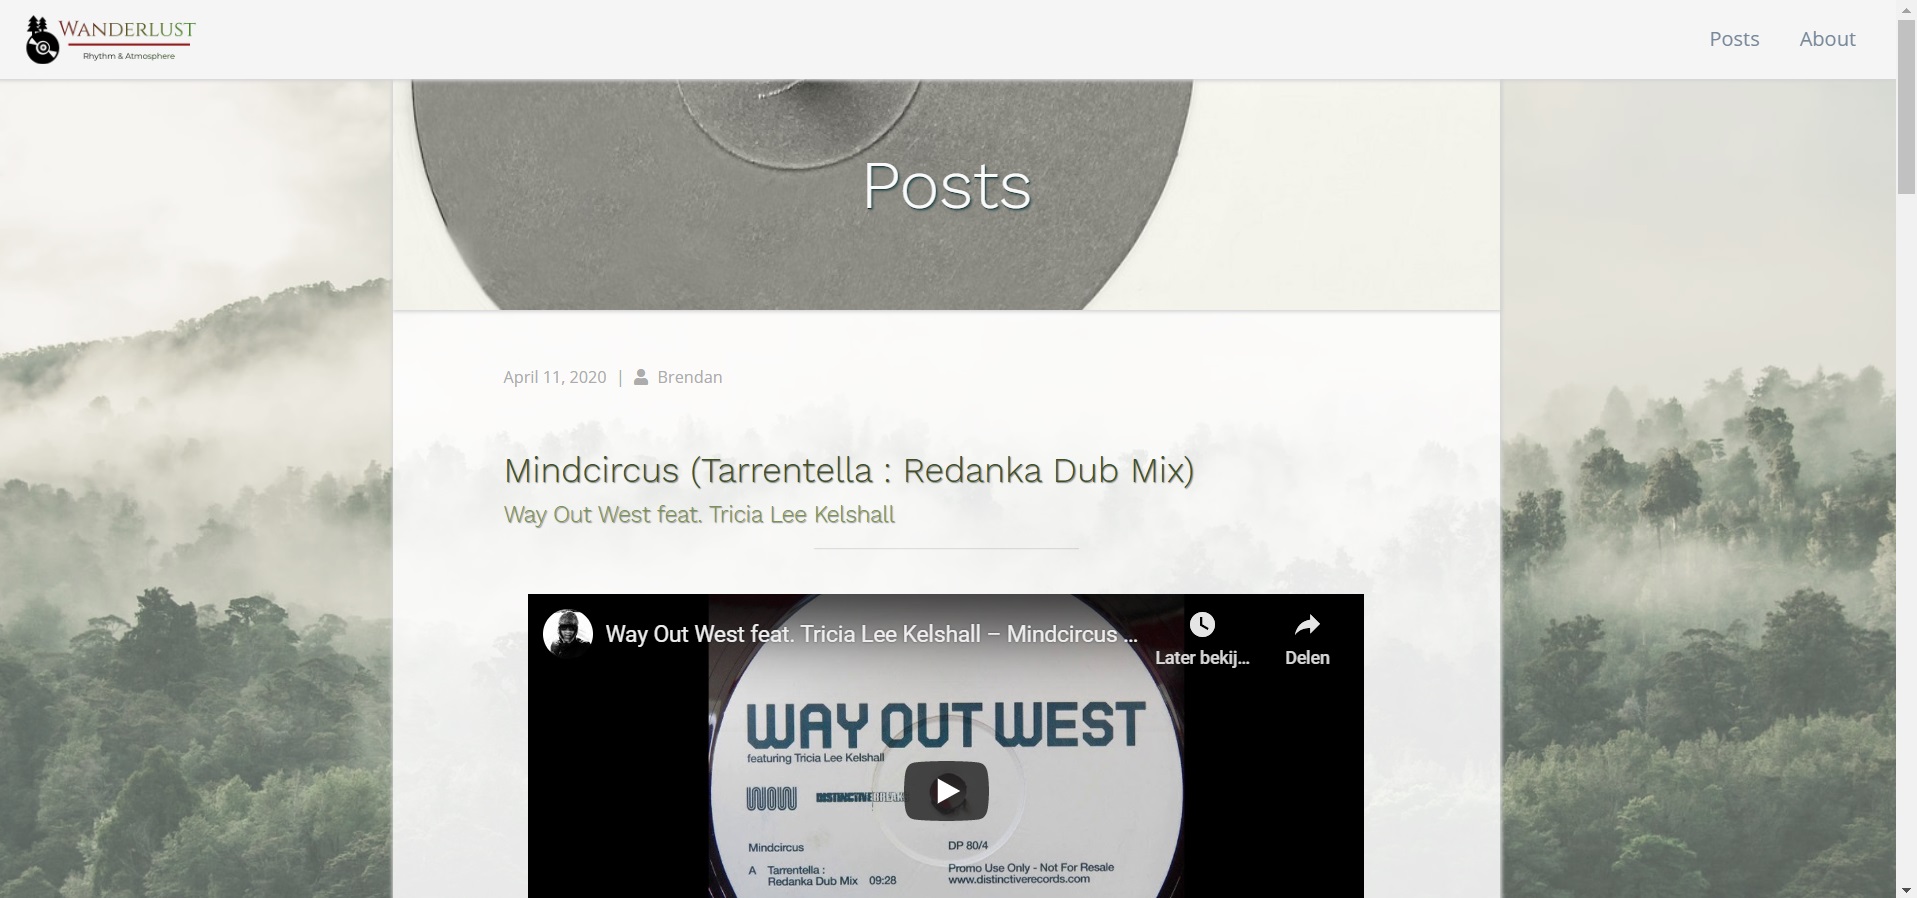 WANDERLUST
Rhythm & Atmosphere
Posts
About
Posts
April 11, 2020 | Brendan
Mindcircus (Tarrentella : Redanka Dub Mix)
Way Out West feat. Tricia Lee Kelshall
Way Out West feat. Tricia Lee Kelshall – Mindcircus ...
Later bekij...
Delen
WAY OUT WEST
featuring Tricia Lee Kelshall
WOW
DISTINCTIVEBREAKS
Mindcircus
DP 80/4
A Tarrentella :
Redanka Dub Mix 09:28
Promo Use Only - Not For Resale
www.distinctiverecords.com